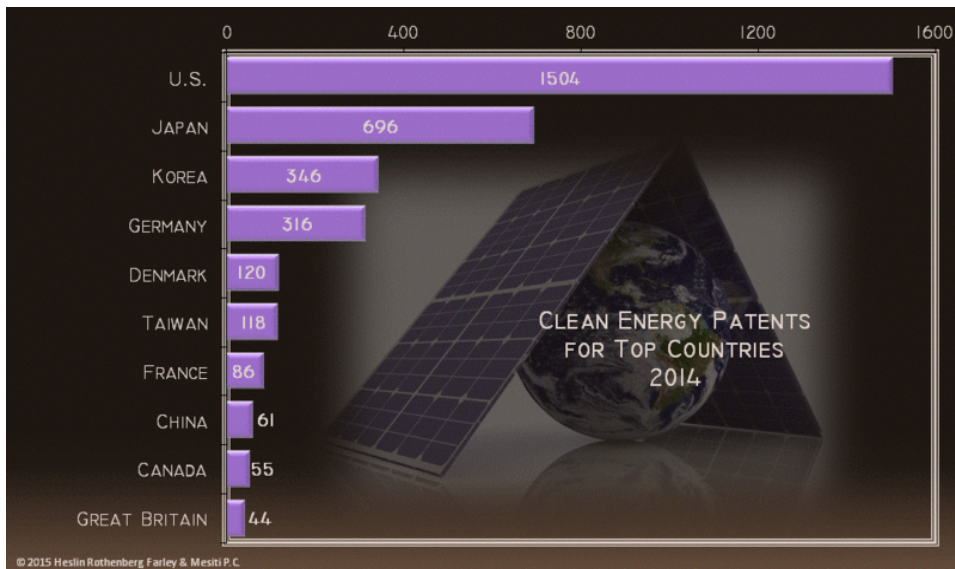 0 400 800 1200 1600
U.S. 1504
JAPAN 696
KOREA 346
GERMANY 316
DENMARK 120
TAIWAN 118
FRANCE 86
CHINA 61
CANADA 55
GREAT BRITAIN 44
CLEAN ENERGY PATENTS
FOR TOP COUNTRIES
2014
© 2015 Heslin Rothenberg Farley & Mesiti P.C.